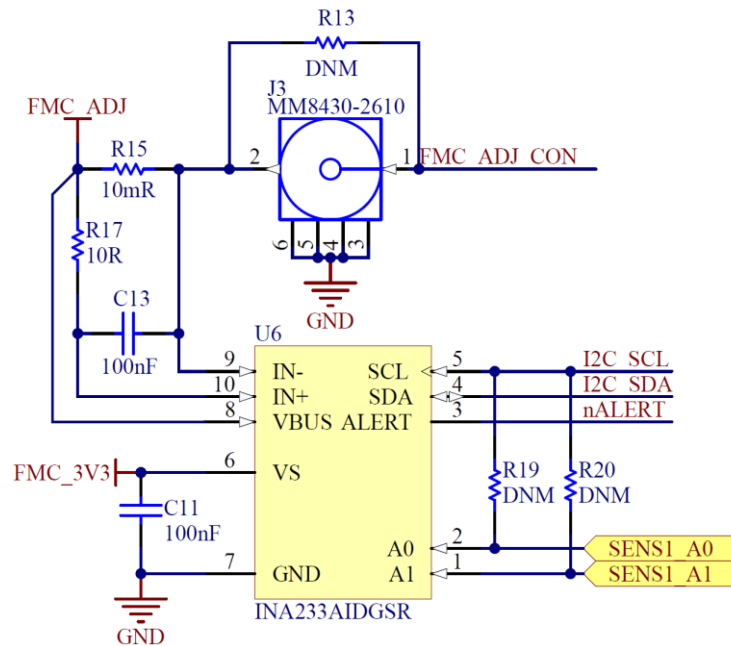 R13
DNM
J3
MM8430-2610
FMC_ADJ
R15
10mR
2
1
FMC_ADJ_CON
R17
10R
6
5
4
3
GND
C13
100nF
U6
9
IN-
SCL
5
I2C_SCL
10
IN+
SDA
4
I2C_SDA
8
VBUS
ALERT
3
nALERT
FMC_3V3
6
VS
R19
DNM
R20
DNM
C11
100nF
A0
2
SENS1_A0
7
GND
A1
1
SENS1_A1
INA233AIDGSR
GND